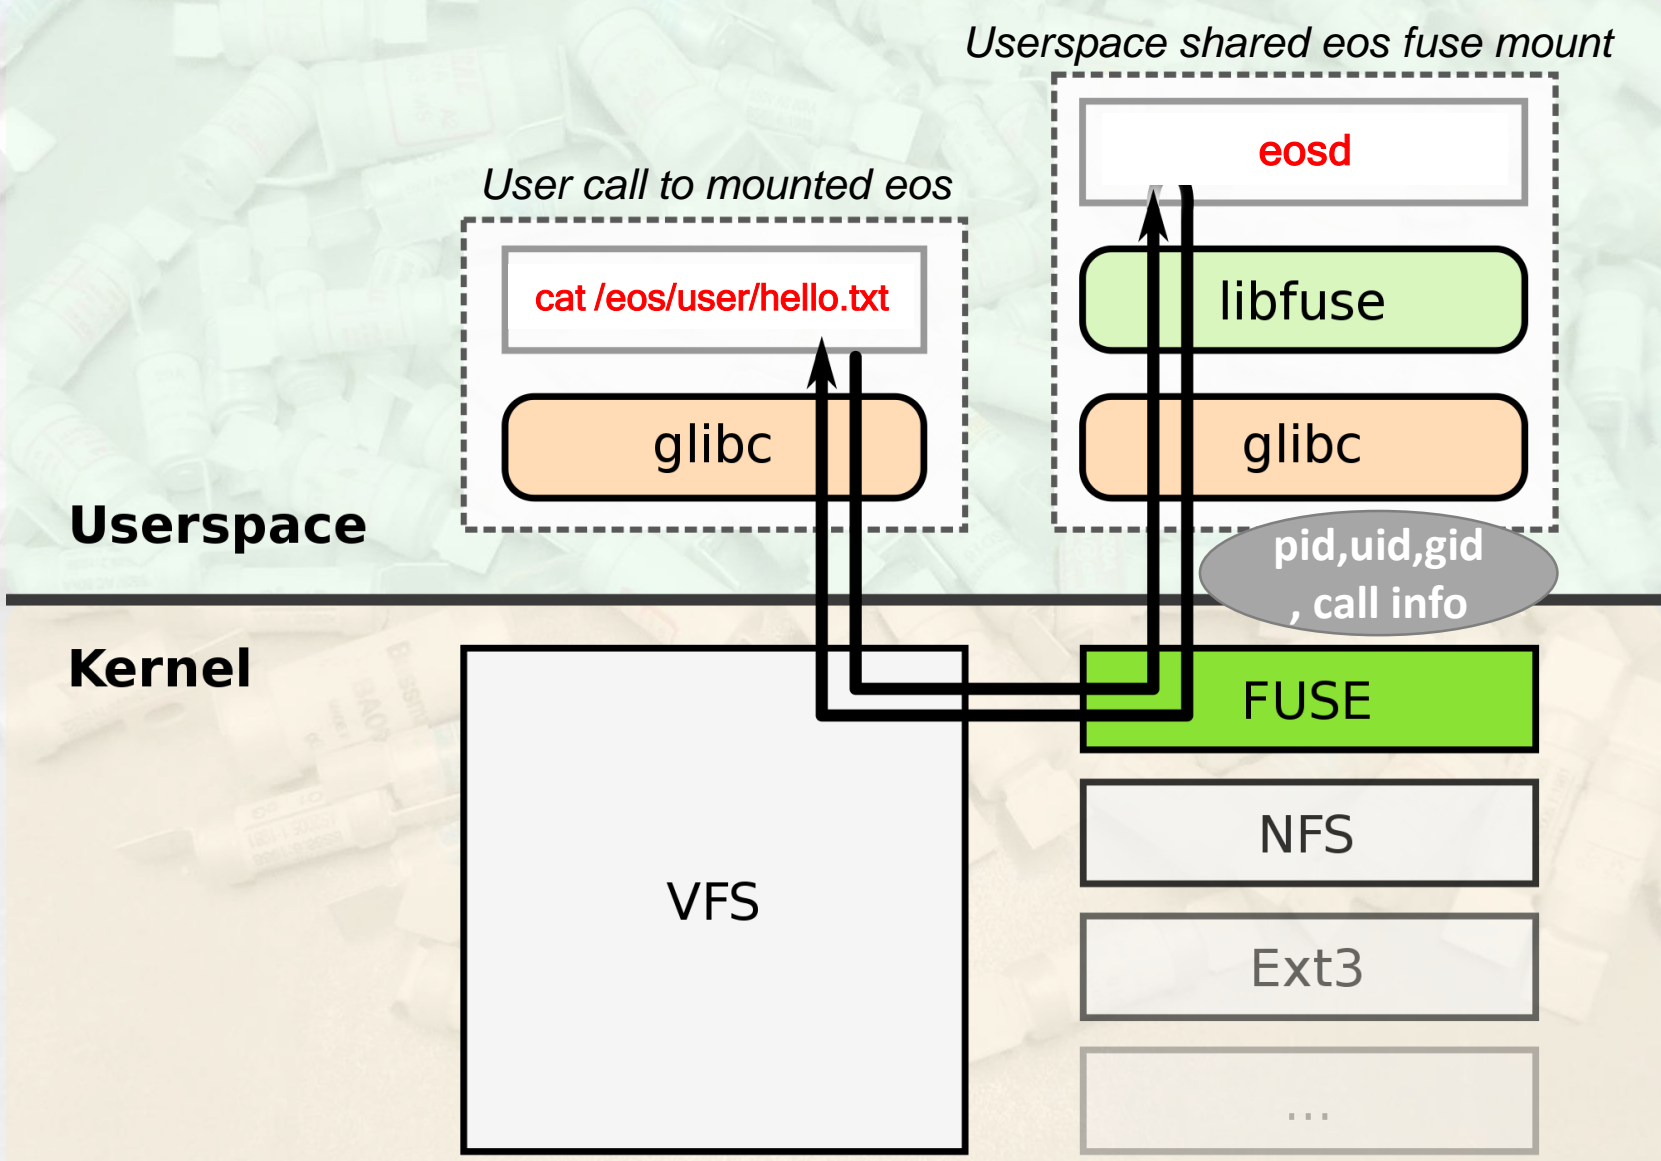 Userspace shared eos fuse mount
eosd
User call to mounted eos
cat /eos/user/hello.txt
libfuse
glibc
glibc
Userspace
pid,uid,gid
, call info
Kernel
FUSE
NFS
VFS
Ext3
...